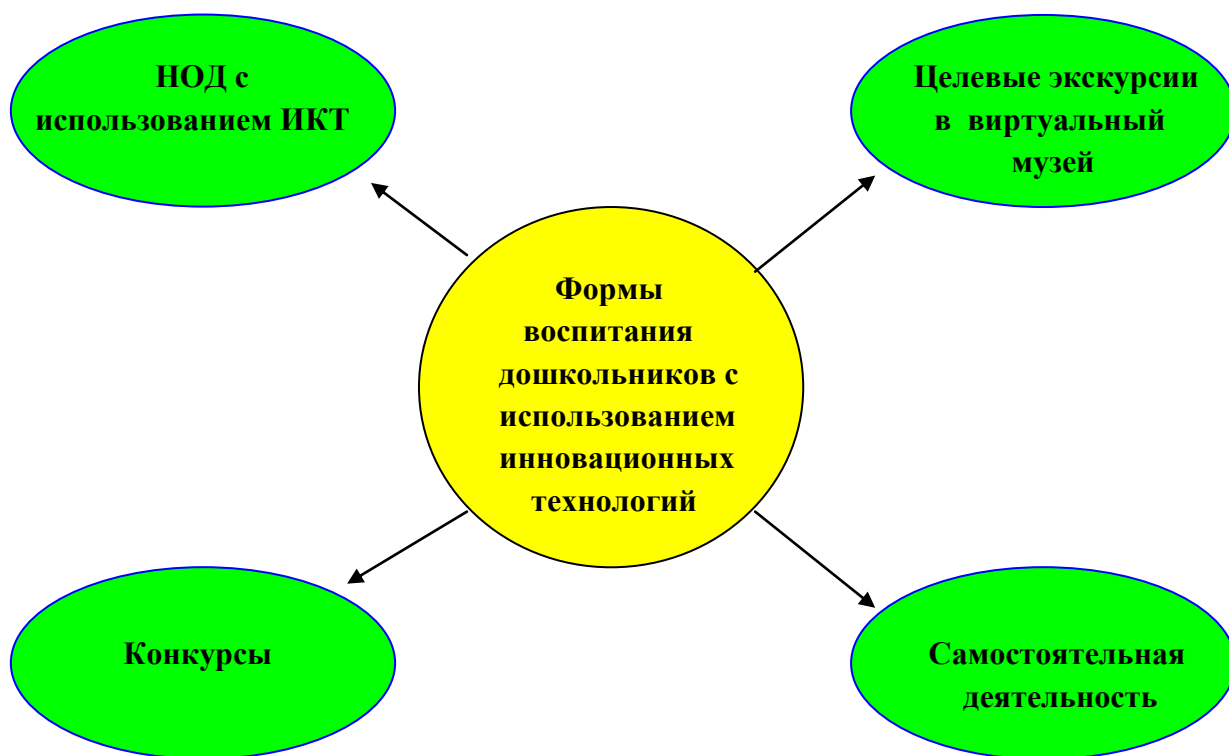 НОД с
использованием ИКТ
Целевые экскурсии
в виртуальный
музей
Формы
воспитания
дошкольников с
использованием
инновационных
технологий
Конкурсы
Самостоятельная
деятельность